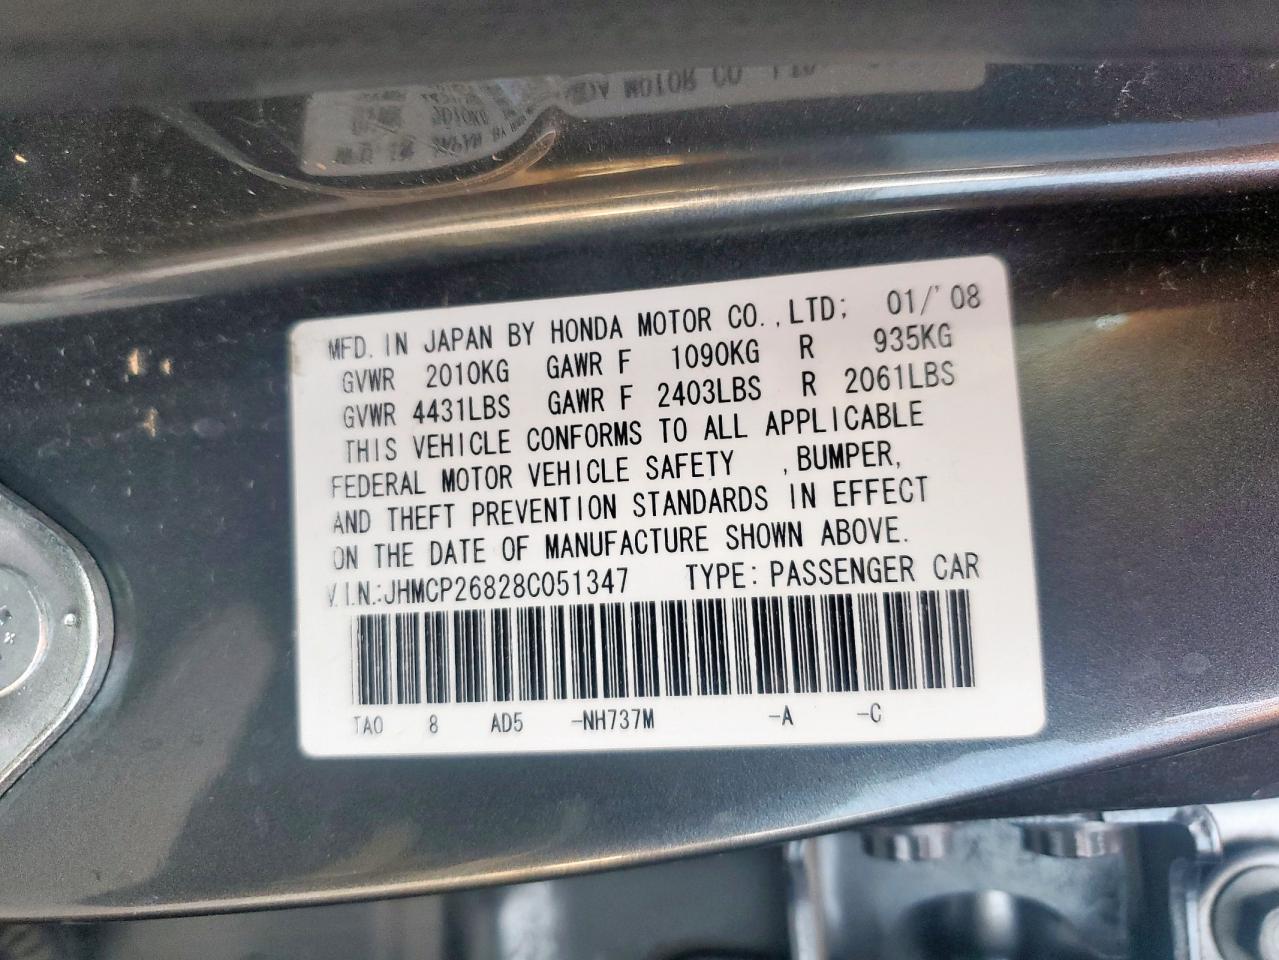 MFD. IN JAPAN BY HONDA MOTOR CO., LTD; 01/'08
GVWR 2010KG GAWR F 1090KG R 935KG
GVWR 4431LBS GAWR F 2403LBS R 2061LBS
THIS VEHICLE CONFORMS TO ALL APPLICABLE
FEDERAL MOTOR VEHICLE SAFETY , BUMPER,
AND THEFT PREVENTION STANDARDS IN EFFECT
ON THE DATE OF MANUFACTURE SHOWN ABOVE.
V.I.N.:JHMCP26828C051347 TYPE: PASSENGER CAR
TA0 8 AD5 -NH737M -A -C